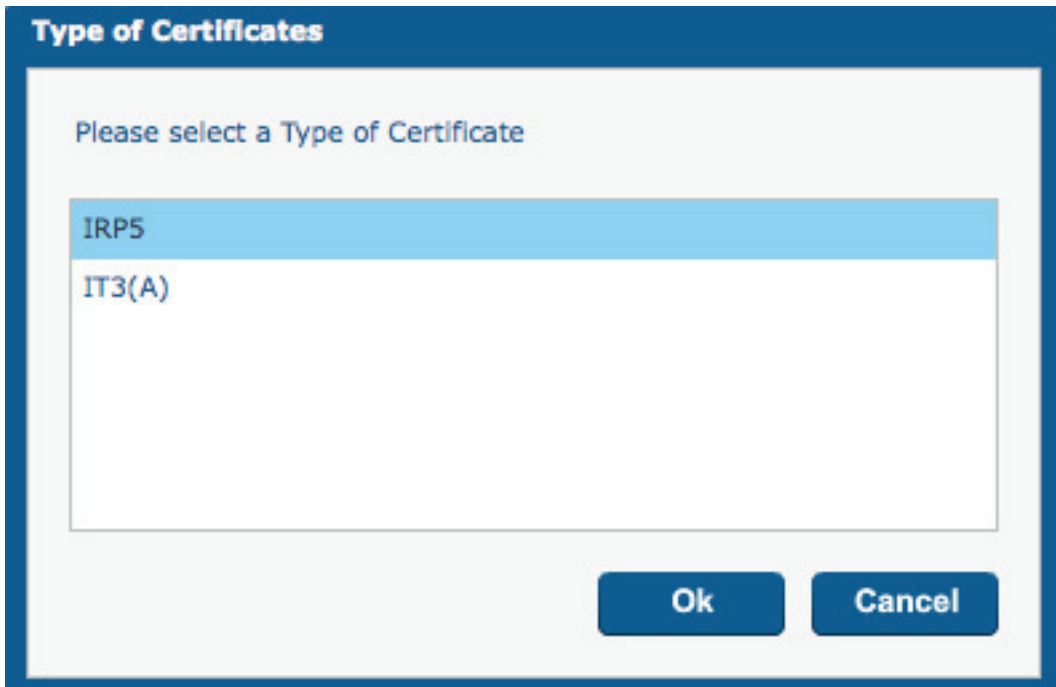 Type of Certificates
Please select a Type of Certificate
IRP5
IT3(A)
Ok
Cancel